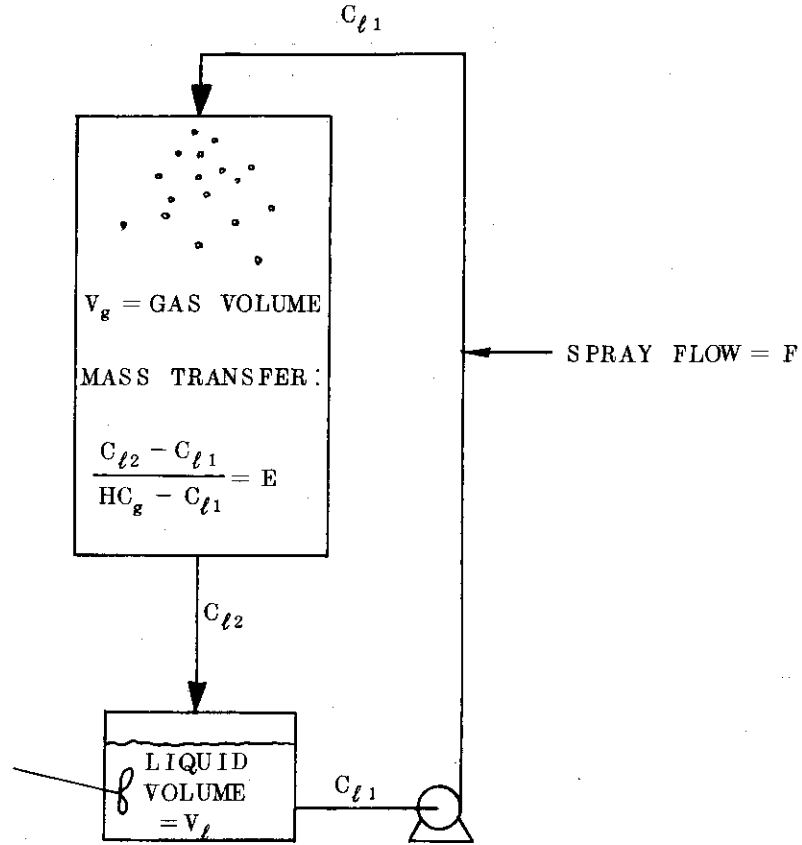 C_ℓ1
V_g = GAS VOLUME
SPRAY FLOW = F
MASS TRANSFER:
C_ℓ2 − C_ℓ1
HC_g − C_ℓ1
= E
C_ℓ2
LIQUID
VOLUME
= V_ℓ
C_ℓ1